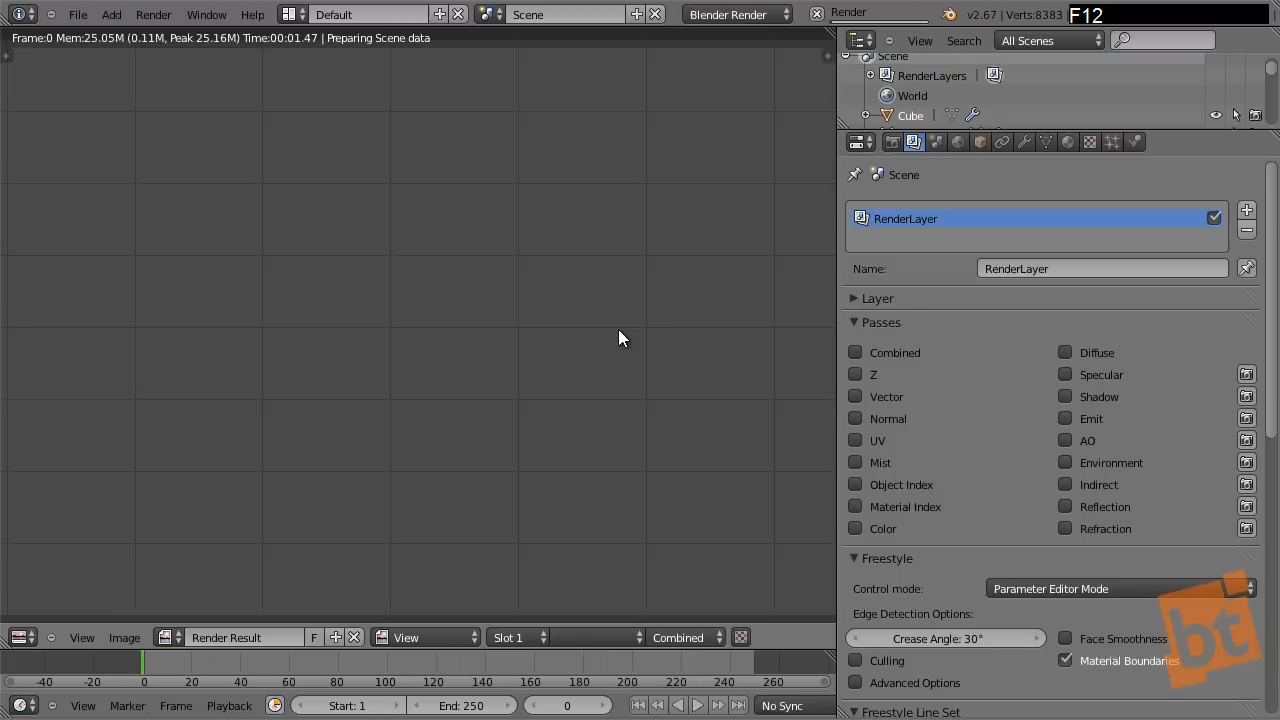 File Add Render Window Help Default Scene Blender Render Render v2.67 | Verts:8383 F12
Frame:0 Mem:25.05M (0.11M, Peak 25.16M) Time:00:01.47 | Preparing Scene data
View Search All Scenes
Scene
RenderLayers |
World
Cube |
Scene
RenderLayer
Name: RenderLayer
Layer
Passes
Combined Diffuse
Z Specular
Vector Shadow
Normal Emit
UV AO
Mist Environment
Object Index Indirect
Material Index Reflection
Color Refraction
Freestyle
Control mode: Parameter Editor Mode
Edge Detection Options:
Crease Angle: 30° Face Smoothness
Culling Material Boundaries
Advanced Options
Freestyle Line Set
bt
View Image Render Result F View Slot 1 Combined
-40 -20 0 20 40 60 80 100 120 140 160 180 200 220 240 260
View Marker Frame Playback Start: 1 End: 250 0 No Sync